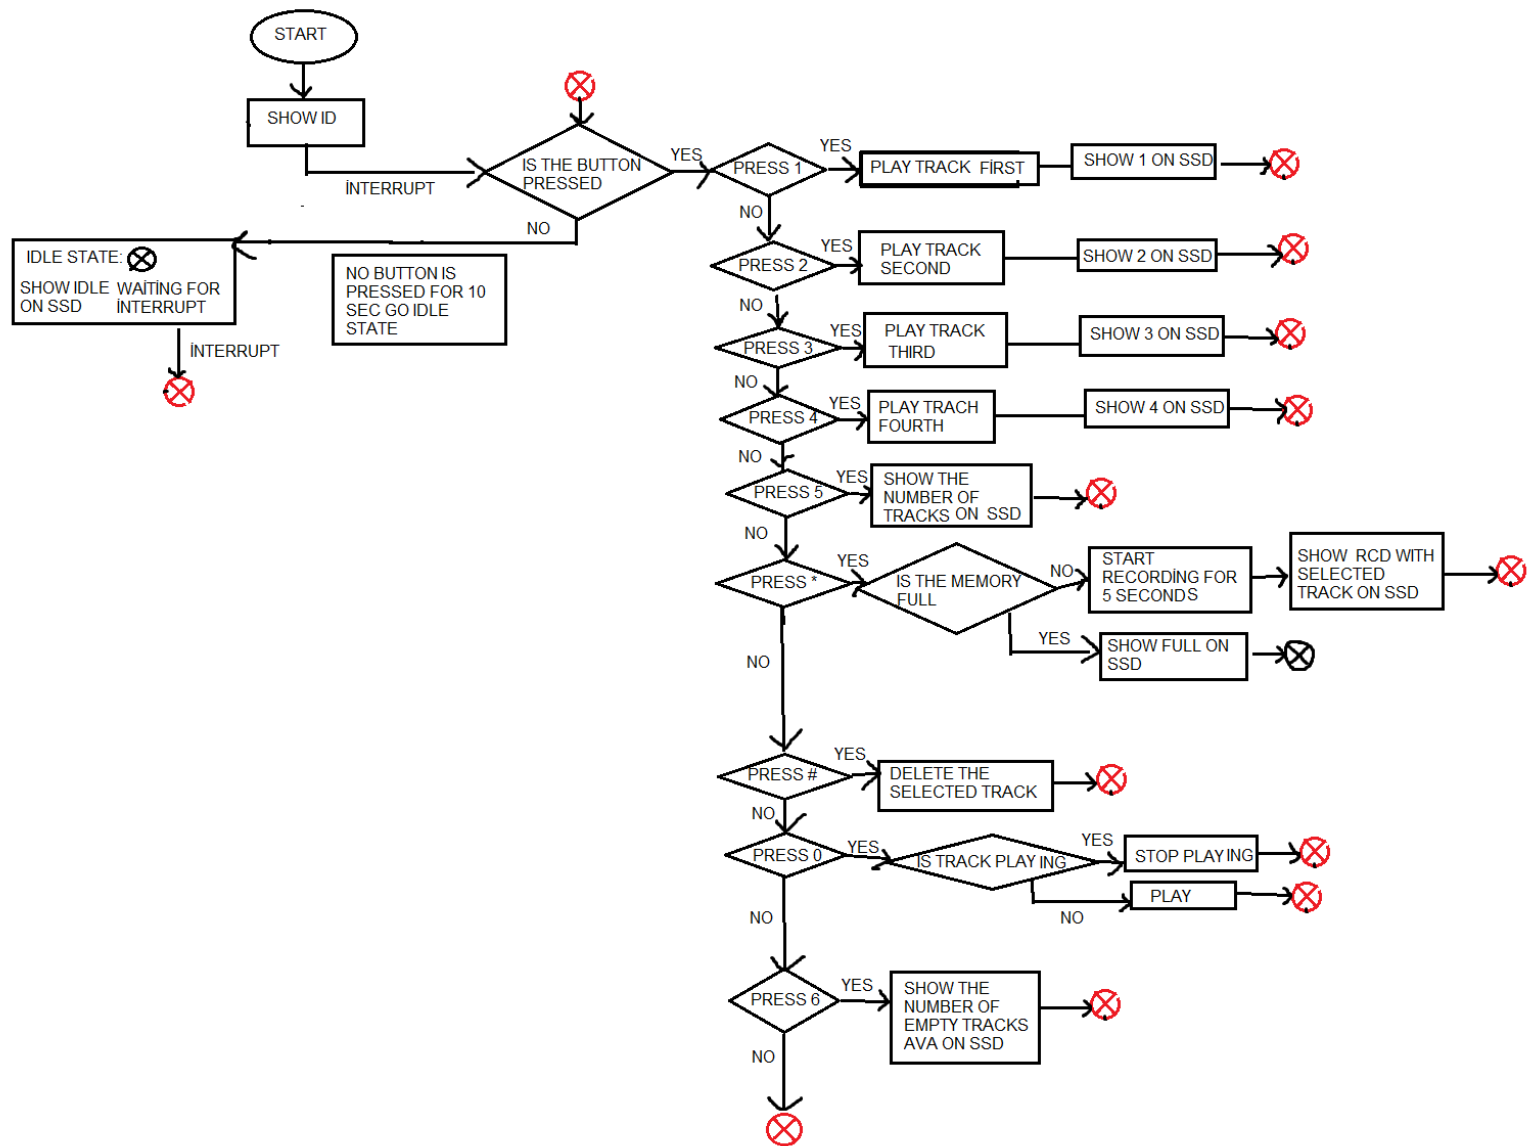 START
SHOW ID
İNTERRUPT
IS THE BUTTON
PRESSED
YES
NO
IDLE STATE:
SHOW IDLE
ON SSD
WAİTİNG FOR
İNTERRUPT
İNTERRUPT
NO BUTTON IS
PRESSED FOR 10
SEC GO IDLE
STATE
PRESS 1
YES
PLAY TRACK FİRST
SHOW 1 ON SSD
NO
PRESS 2
YES
PLAY TRACK
SECOND
SHOW 2 ON SSD
NO
PRESS 3
YES
PLAY TRACK
THIRD
SHOW 3 ON SSD
NO
PRESS 4
YES
PLAY TRACH
FOURTH
SHOW 4 ON SSD
NO
PRESS 5
YES
SHOW THE
NUMBER OF
TRACKS ON SSD
NO
PRESS *
YES
IS THE MEMORY
FULL
NO
START
RECORDİNG FOR
5 SECONDS
SHOW RCD WITH
SELECTED
TRACK ON SSD
YES
SHOW FULL ON
SSD
NO
PRESS #
YES
DELETE THE
SELECTED TRACK
NO
PRESS 0
YES
IS TRACK PLAYING
YES
STOP PLAYING
NO
PLAY
NO
PRESS 6
YES
SHOW THE
NUMBER OF
EMPTY TRACKS
AVA ON SSD
NO